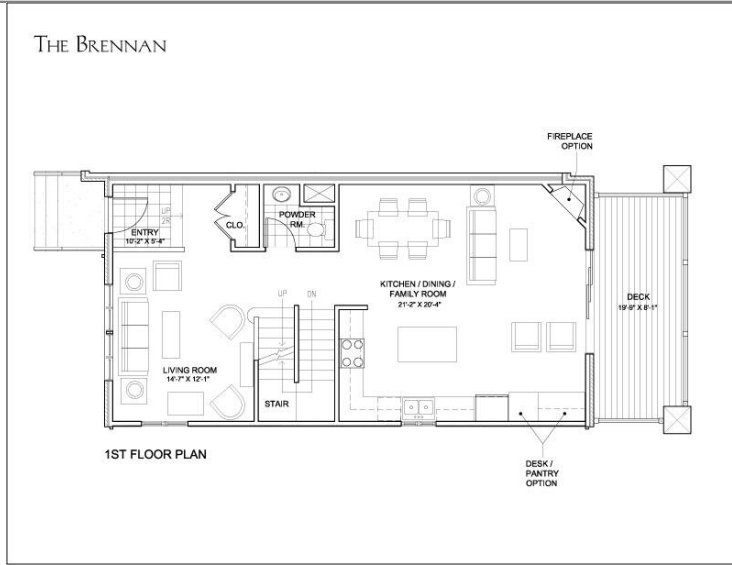 THE BRENNAN
FIREPLACE
OPTION
UP
2R
ENTRY
10'-2" X 5'-4"
CLO.
POWDER
RM.
KITCHEN / DINING /
FAMILY ROOM
21'-2" X 20'-4"
UP
DN
DECK
19'-9" X 8'-1"
LIVING ROOM
14'-7" X 12'-1"
STAIR
1ST FLOOR PLAN
DESK /
PANTRY
OPTION